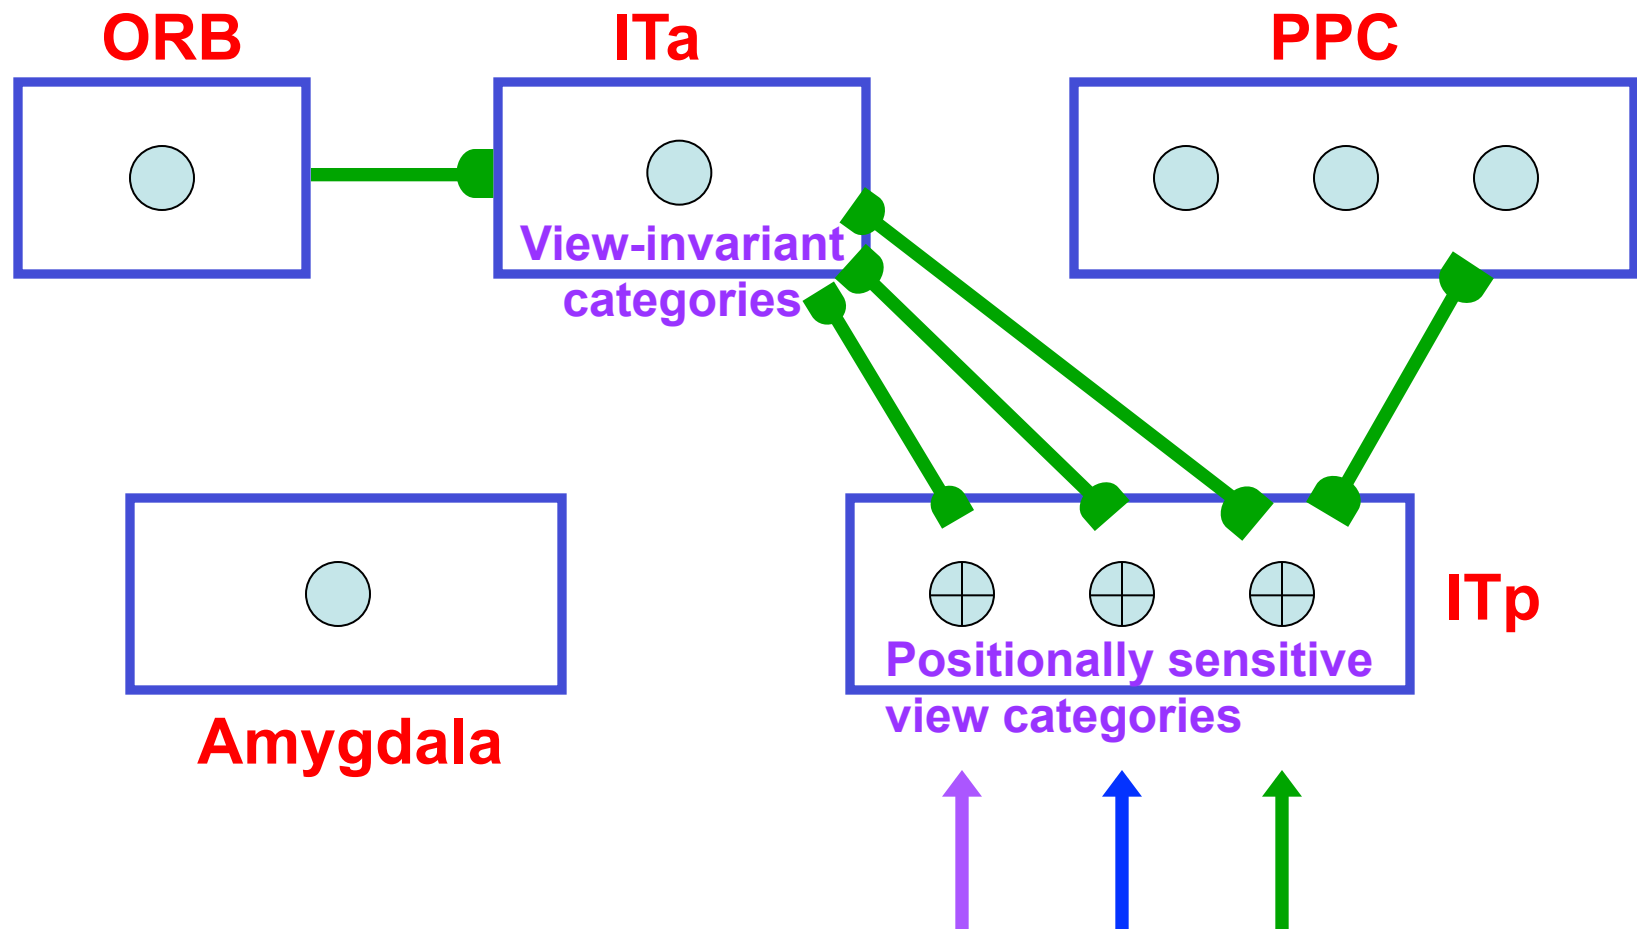 ORB
ITa
PPC
View-invariant
categories
ITp
Positionally sensitive
view categories
Amygdala